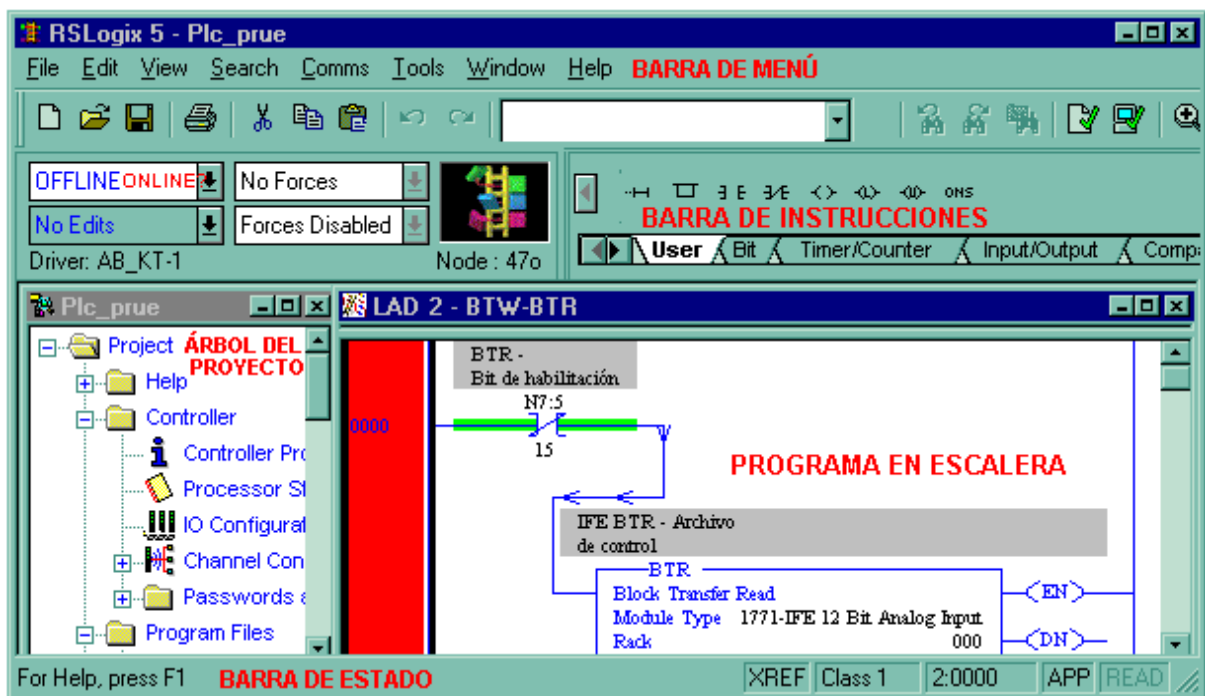 RSLogix 5 - Plc_prue
File Edit View Search Comms Tools Window Help BARRA DE MENÚ
OFFLINE ONLINE? No Forces
No Edits Forces Disabled
Driver: AB_KT-1 Node : 47o
ONS
BARRA DE INSTRUCCIONES
User Bit Timer/Counter Input/Output Comp
Plc_prue
Project ÁRBOL DEL
PROYECTO
Help
Controller
Controller Pro
Processor St
IO Configurat
Channel Con
Passwords a
Program Files
LAD 2 - BTW-BTR
BTR -
Bit de habilitación
N7:5
0000
15
PROGRAMA EN ESCALERA
IFE BTR - Archivo
de control
BTR
Block Transfer Read EN
Module Type 1771-IFE 12 Bit Analog Input
Rack 000 DN
For Help, press F1 BARRA DE ESTADO XREF Class 1 2:0000 APP READ